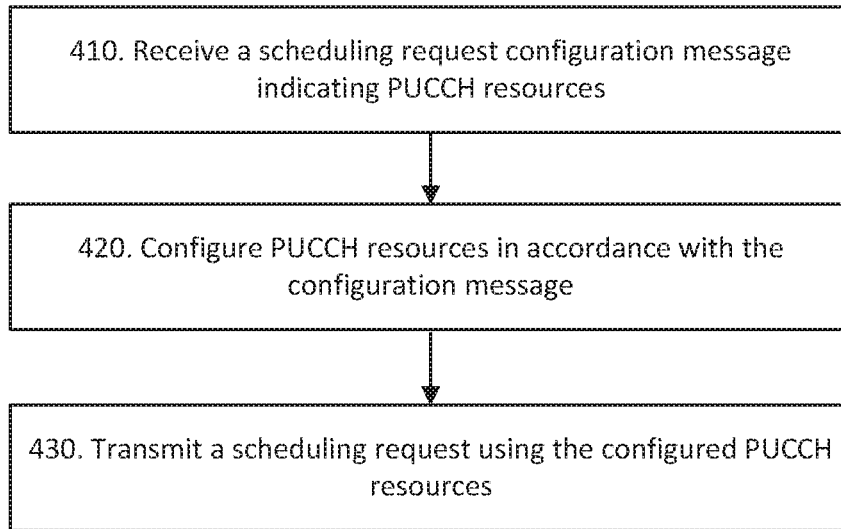 410. Receive a scheduling request configuration message
indicating PUCCH resources
420. Configure PUCCH resources in accordance with the
configuration message
430. Transmit a scheduling request using the configured PUCCH
resources